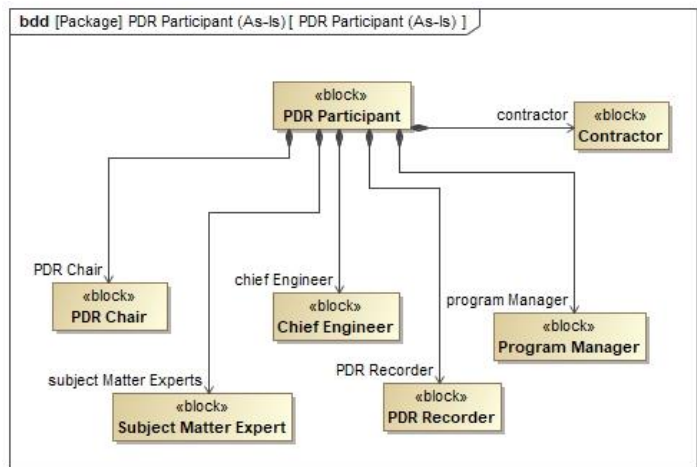 bdd [Package] PDR Participant (As-Is) [ PDR Participant (As-Is) ]
«block»
PDR Participant
contractor
«block»
Contractor
PDR Chair
«block»
PDR Chair
chief Engineer
«block»
Chief Engineer
program Manager
«block»
Program Manager
subject Matter Experts
«block»
Subject Matter Expert
PDR Recorder
«block»
PDR Recorder